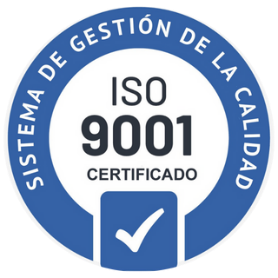 SISTEMA DE GESTIÓN DE LA CALIDAD
ISO
9001
CERTIFICADO